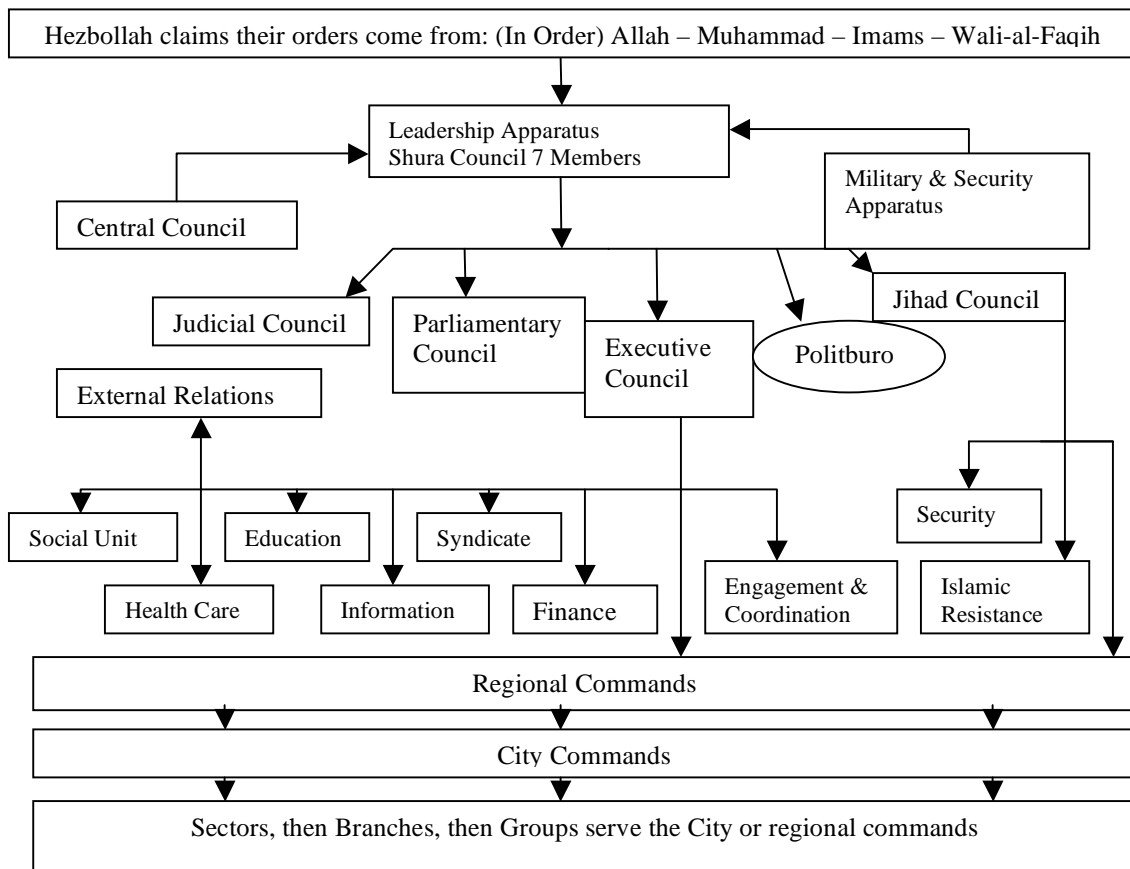 Hezbollah claims their orders come from: (In Order) Allah – Muhammad – Imams – Wali-al-Faqih
Leadership Apparatus
Shura Council 7 Members
Military & Security
Apparatus
Central Council
Judicial Council
Parliamentary
Council
Executive
Council
Politburo
Jihad Council
External Relations
Social Unit
Education
Syndicate
Security
Health Care
Information
Finance
Engagement &
Coordination
Islamic
Resistance
Regional Commands
City Commands
Sectors, then Branches, then Groups serve the City or regional commands